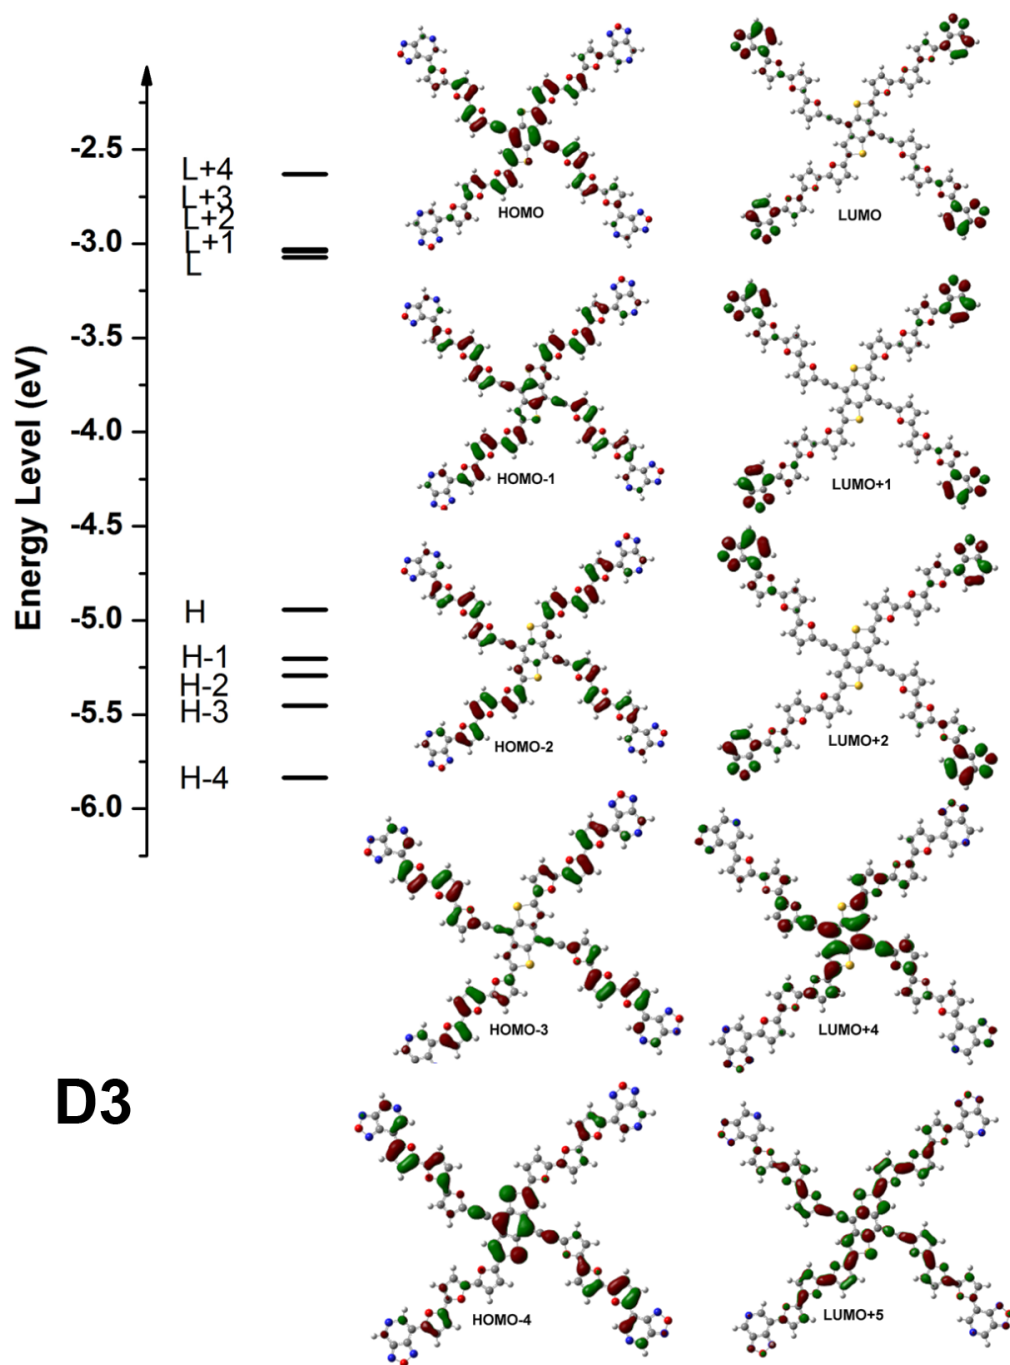 Energy Level (eV)
-2.5
-3.0
-3.5
-4.0
-4.5
-5.0
-5.5
-6.0
L+4
L+3
L+2
L+1
L
H
H-1
H-2
H-3
H-4
HOMO
LUMO
HOMO-1
LUMO+1
HOMO-2
LUMO+2
HOMO-3
LUMO+4
HOMO-4
LUMO+5
D3